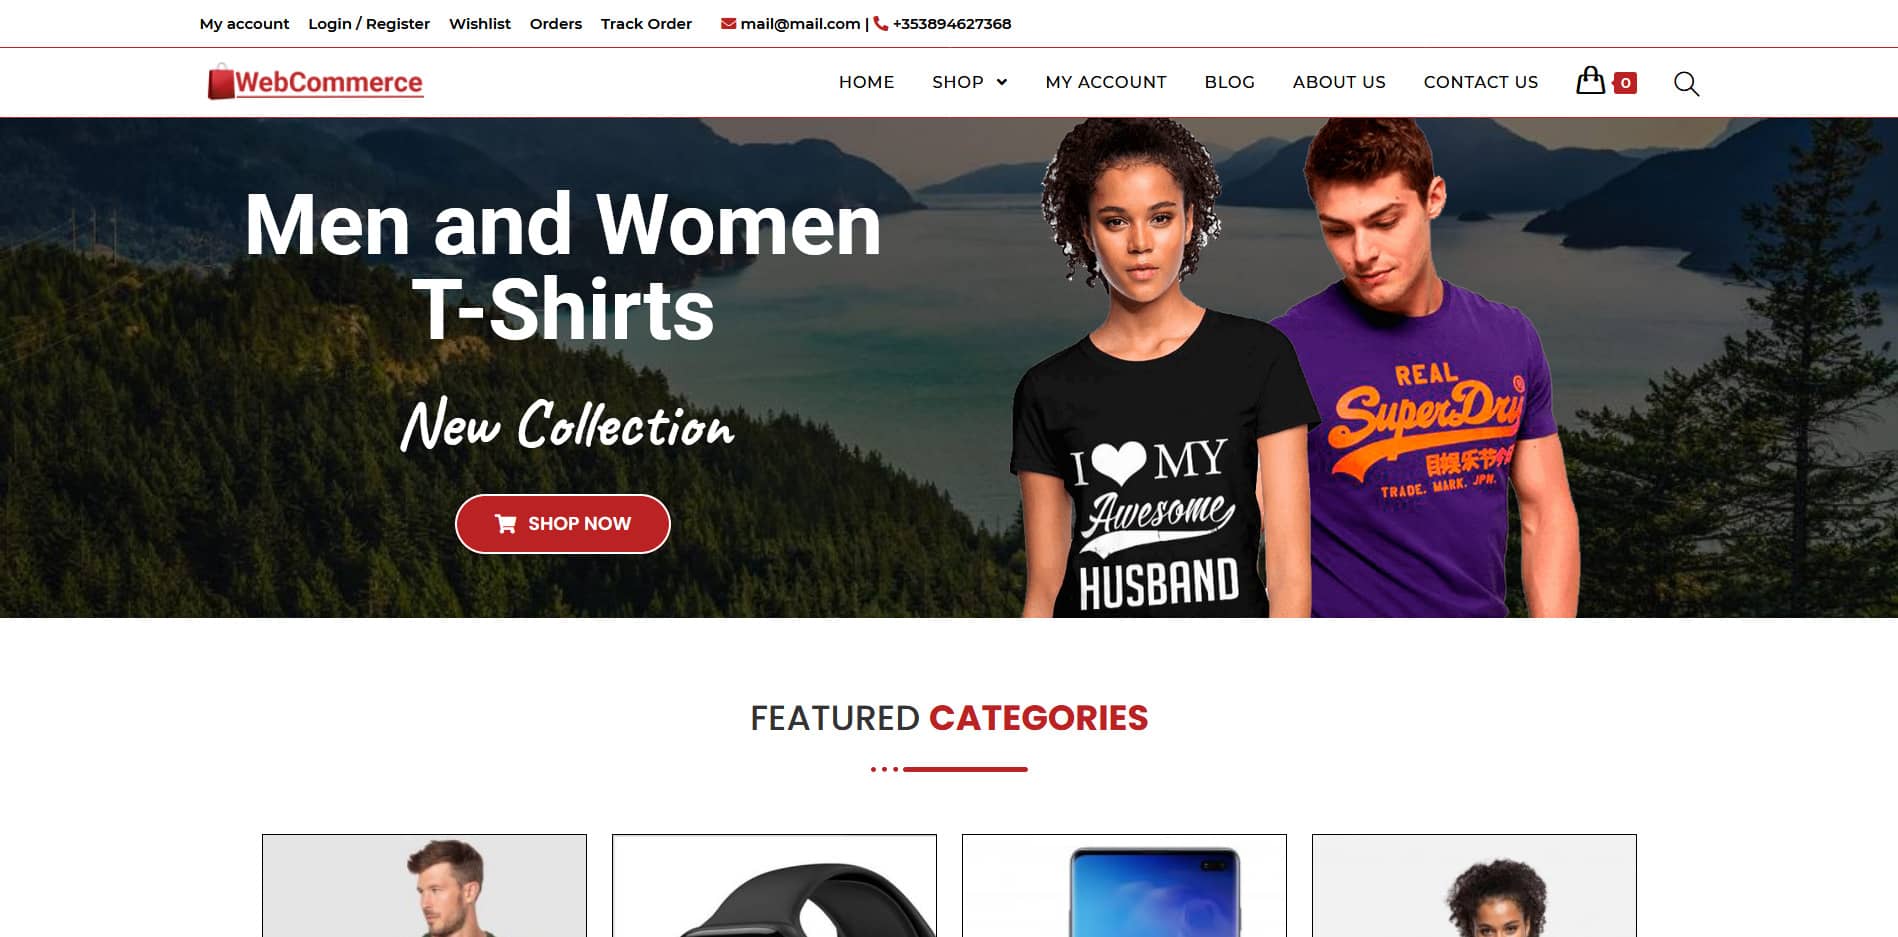 My account Login / Register Wishlist Orders Track Order mail@mail.com | +353894627368
WebCommerce
HOME SHOP MY ACCOUNT BLOG ABOUT US CONTACT US 0
Men and Women
T-Shirts
New Collection
SHOP NOW
I MY
Awesome
HUSBAND
REAL
SuperDry ®
TRADE. MARK. JPN.
FEATURED CATEGORIES